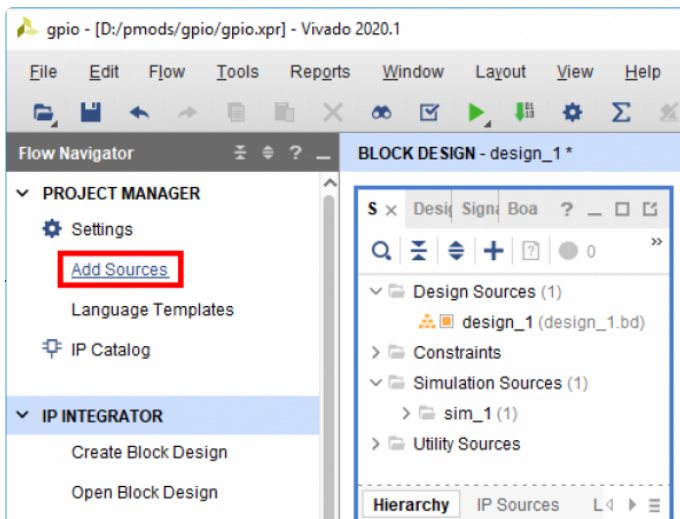 gpio - [D:/pmods/gpio/gpio.xpr] - Vivado 2020.1
File Edit Flow Tools Reports Window Layout View Help
Flow Navigator
?
BLOCK DESIGN - design_1 *
PROJECT MANAGER
Settings
Add Sources
Language Templates
IP Catalog
IP INTEGRATOR
Create Block Design
Open Block Design
S Desig Signa Boa ?
0 »
Design Sources (1)
design_1 (design_1.bd)
Constraints
Simulation Sources (1)
sim_1 (1)
Utility Sources
Hierarchy IP Sources L